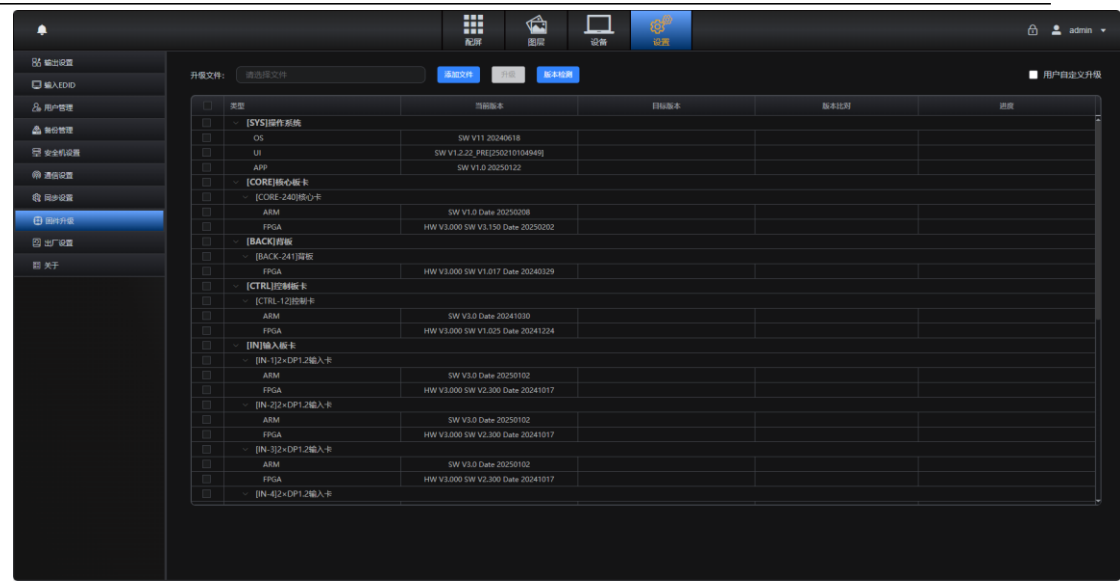 配屏
图层
设备
设置
admin
输出设置
输入EDID
用户管理
备份管理
安全机设置
通信设置
同步设置
固件升级
出厂设置
关于
升级文件: 请选择文件 添加文件 升级 版本检测 用户自定义升级
类型 当前版本 目标版本 版本比对 进度
[SYS]操作系统
OS SW V11 20240618
UI SW V1.2.22_PRE[250210104949]
APP SW V1.0 20250122
[CORE]核心板卡
[CORE-240]核心卡
ARM SW V1.0 Date 20250208
FPGA HW V3.000 SW V3.150 Date 20250202
[BACK]背板
[BACK-241]背板
FPGA HW V3.000 SW V1.017 Date 20240329
[CTRL]控制板卡
[CTRL-12]控制卡
ARM SW V3.0 Date 20241030
FPGA HW V3.000 SW V1.025 Date 20241224
[IN]输入板卡
[IN-1]2×DP1.2输入卡
ARM SW V3.0 Date 20250102
FPGA HW V3.000 SW V2.300 Date 20241017
[IN-2]2×DP1.2输入卡
ARM SW V3.0 Date 20250102
FPGA HW V3.000 SW V2.300 Date 20241017
[IN-3]2×DP1.2输入卡
ARM SW V3.0 Date 20250102
FPGA HW V3.000 SW V2.300 Date 20241017
[IN-4]2×DP1.2输入卡